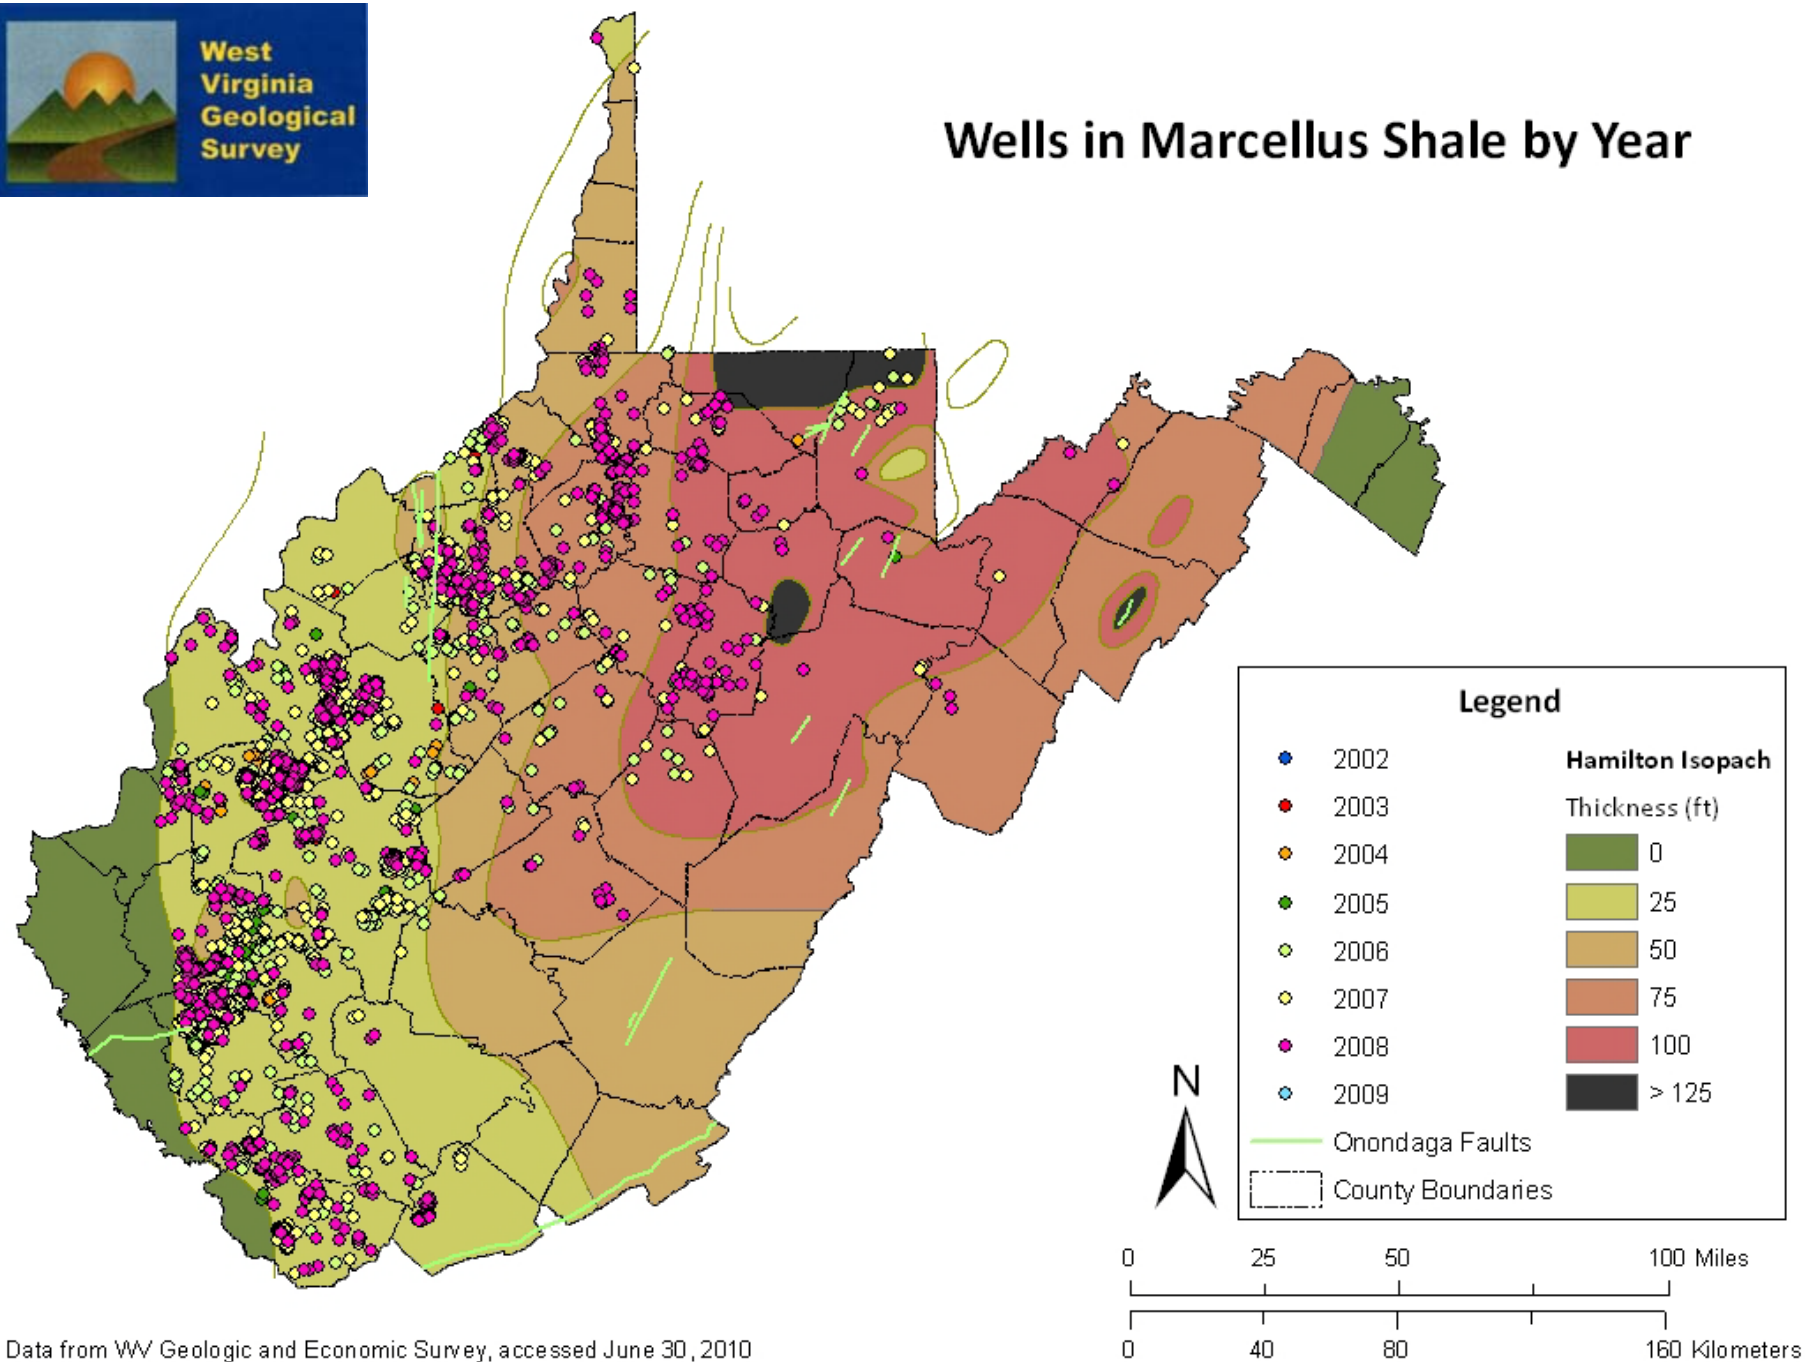 West
Virginia
Geological
Survey
Wells in Marcellus Shale by Year
Legend
2002
2003
2004
2005
2006
2007
2008
2009
Hamilton Isopach
Thickness (ft)
0
25
50
75
100
> 125
Onondaga Faults
County Boundaries
N
0 25 50 100 Miles
0 40 80 160 Kilometers
Data from WV Geologic and Economic Survey, accessed June 30, 2010